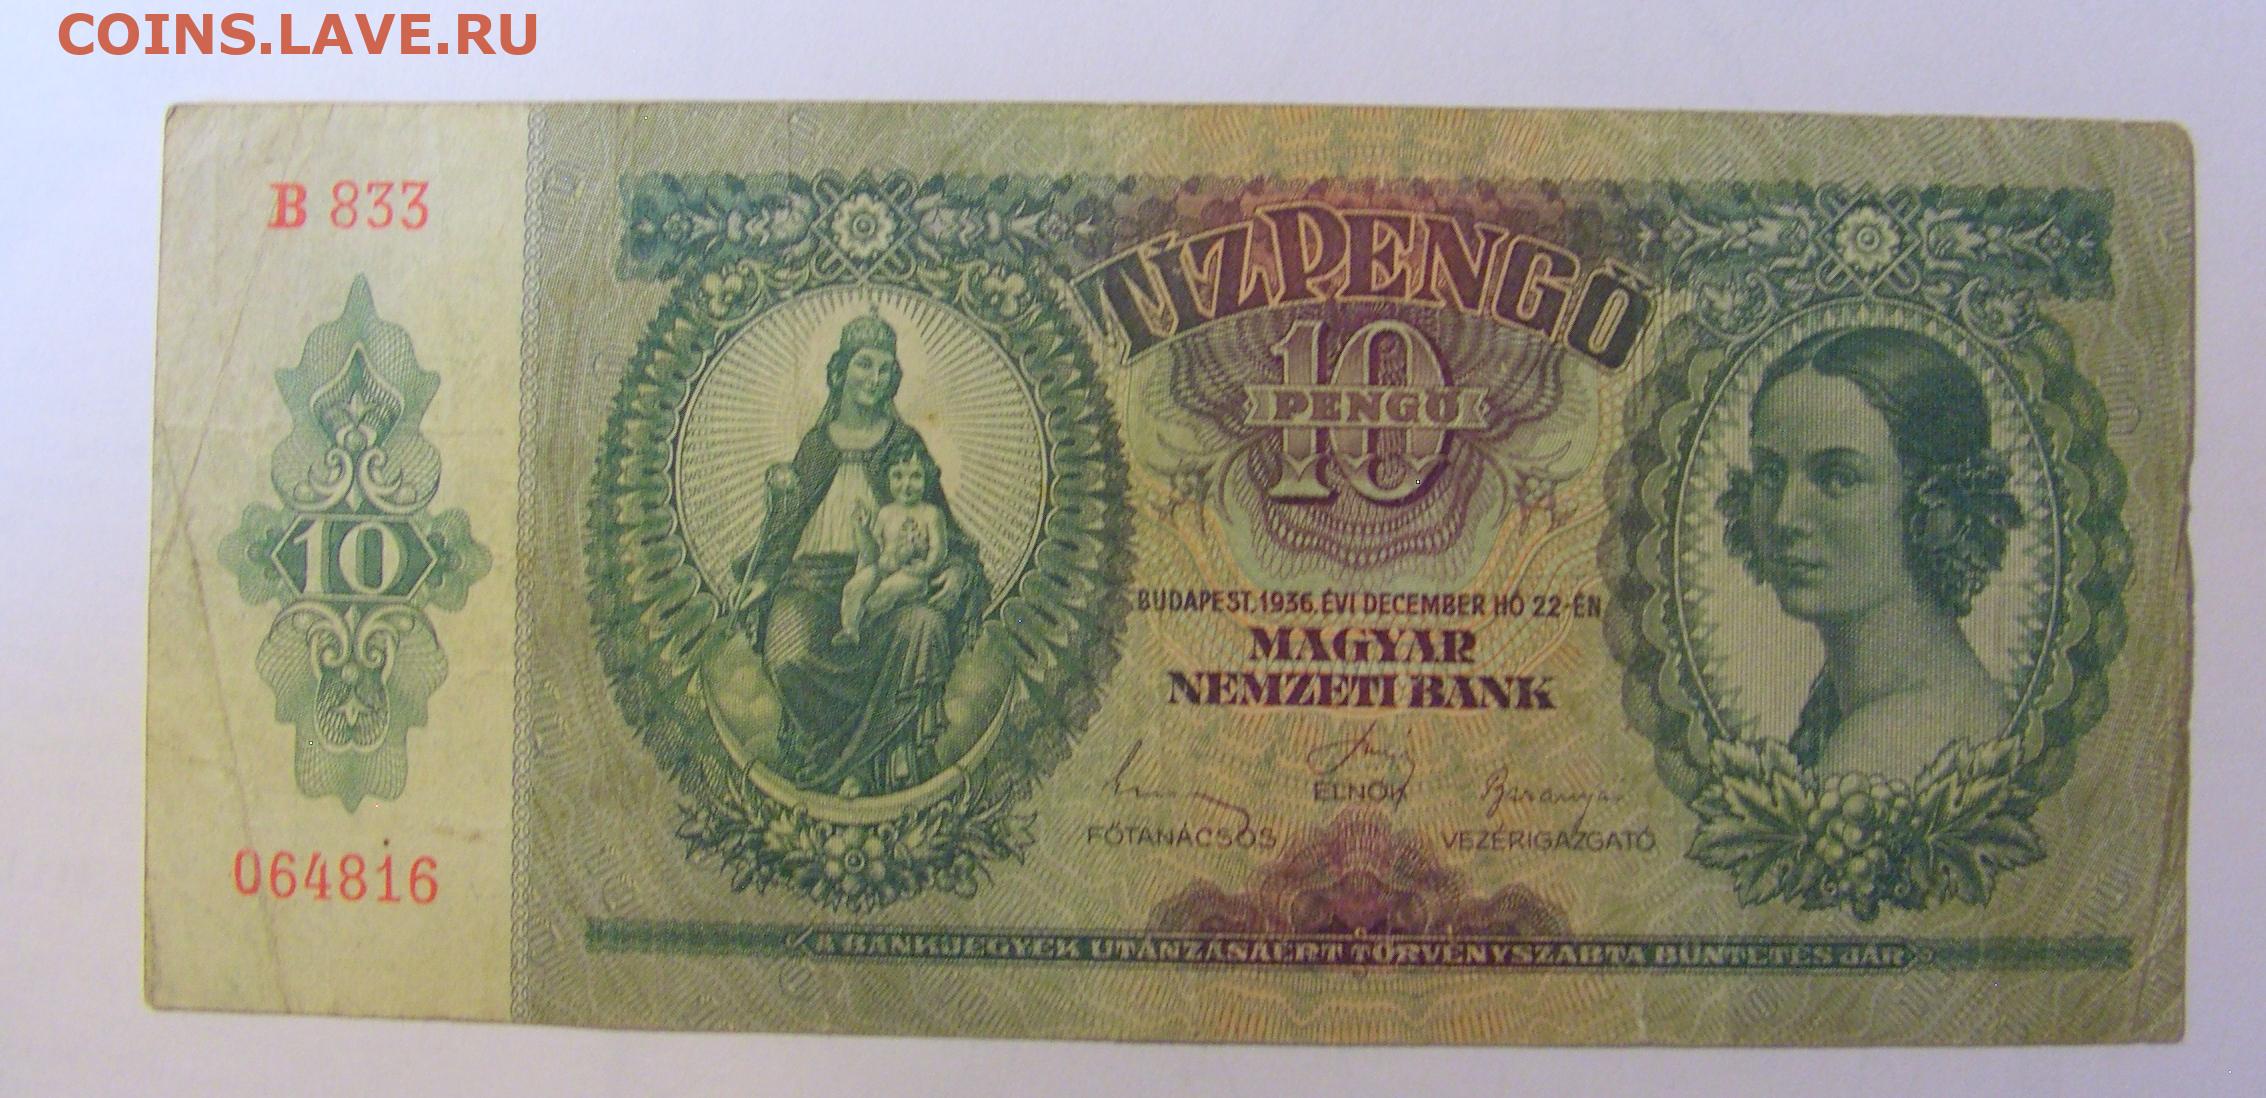 COINS.LAVE.RU
B 833
TÍZPENGŐ
10
PENGŐ
10
BUDAPEST, 1936. ÉVI DECEMBER HÓ 22-ÉN
MAGYAR
NEMZETI BANK
ELNÖK
FŐTANÁCSOS VEZÉRIGAZGATÓ
064816
A BANKJEGYEK UTÁNZÁSAÉRT TÖRVÉNYSZABTA BÜNTETÉS JÁR